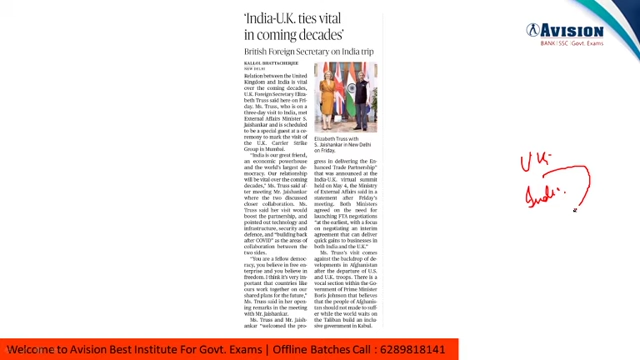 'India-U.K. ties vital
in coming decades'
British Foreign Secretary on India trip
KALLOL BHATTACHERJEE
NEW DELHI
Relation between the United
Kingdom and India is vital
over the coming decades,
U.K. Foreign Secretary Eliza-
beth Truss said here on Fri-
day. Ms. Truss, who is on a
three-day visit to India, met
External Affairs Minister S.
Jaishankar and is scheduled
to be a special guest at a ce-
remony to mark the visit of
the U.K. Carrier Strike
Group in Mumbai.
"India is our great friend,
an economic powerhouse
and the world's largest de-
mocracy. Our relationship
will be vital over the coming
decades," Ms. Truss said af-
ter meeting Mr. Jaishankar
where the two discussed
closer collaboration. Ms.
Truss said her visit would
boost the partnership, and
pointed out technology and
infrastructure, security and
defence, and "building back
after COVID" as the areas of
collaboration between the
two sides.
"You are a fellow democ-
racy, you believe in free en-
terprise and you believe in
freedom. I think it's very im-
portant that countries like
ours work together on our
shared plans for the future,"
Ms. Truss said in her open-
ing remarks in the meeting
with Mr. Jaishankar.
Ms. Truss and Mr. Jaish-
ankar "welcomed the pro-
Elizabeth Truss with
S. Jaishankar in New Delhi
on Friday.
gress in delivering the En-
hanced Trade Partnership"
that was announced at the
India-U.K. virtual summit
held on May 4, the Ministry
of External Affairs said in a
statement after Friday's
meeting. Both Ministers
agreed on the need for
launching FTA negotiations
"at the earliest, with a focus
on negotiating an interim
agreement that can deliver
quick gains to businesses in
both India and the U.K."
Ms. Truss's visit comes
against the backdrop of de-
velopments in Afghanistan
after the departure of U.S.
and U.K. troops. There is a
vocal section within the Go-
vernment of Prime Minister
Boris Johnson that believes
that the people of Afghanis-
tan should not made to suf-
fer while the world waits on
the Taliban build an inclu-
sive government in Kabul.
AVISION
BANK|SSC|Govt. Exams
UK
India
Welcome to Avision Best Institute For Govt. Exams | Offline Batches Call : 6289818141